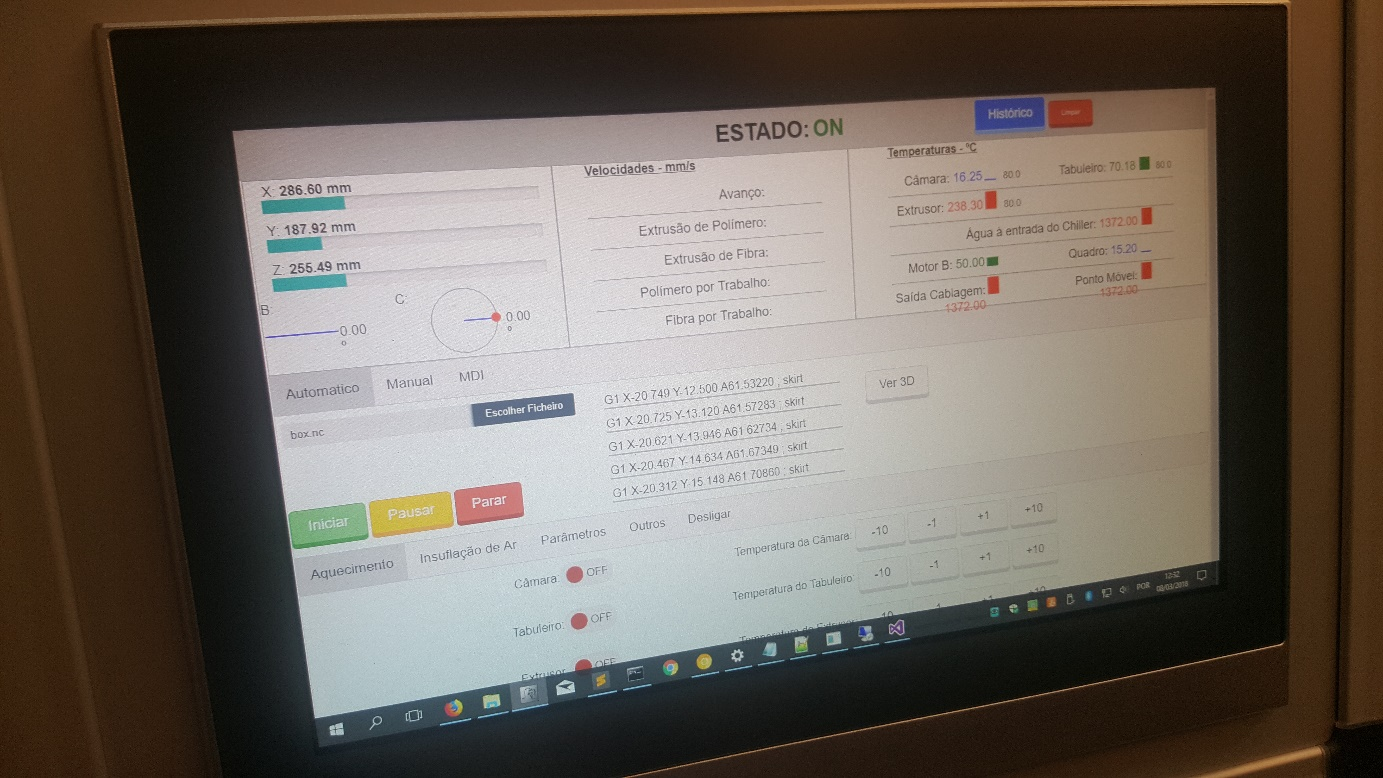 ESTADO: ON
Histórico
Limpar
X: 286.60 mm
Y: 187.92 mm
Z: 255.49 mm
B:
0.00
º
C:
0.00
º
Velocidades - mm/s
Avanço:
Extrusão de Polímero:
Extrusão de Fibra:
Polímero por Trabalho:
Fibra por Trabalho:
Temperaturas - ºC
Câmara: 16.25 80.0
Tabuleiro: 70.18 80.0
Extrusor: 238.30 80.0
Água à entrada do Chiller: 1372.00
Motor B: 50.00
Quadro: 15.20
Saída Cablagem:
1372.00
Ponto Móvel:
1372.00
Automatico Manual MDI
box.nc
Escolher Ficheiro
G1 X-20.749 Y-12.500 A61.53220 ; skirt
G1 X-20.725 Y-13.120 A61.57283 ; skirt
G1 X-20.621 Y-13.946 A61.62734 ; skirt
G1 X-20.467 Y-14.634 A61.67349 ; skirt
G1 X-20.312 Y-15.148 A61.70860 ; skirt
Ver 3D
Iniciar
Pausar
Parar
Aquecimento Insuflação de Ar Parâmetros Outros Desligar
Câmara: OFF
Tabuleiro: OFF
Extrusor OFF
Temperatura da Câmara: -10 -1 +1 +10
Temperatura do Tabuleiro: -10 -1 +1 +10
POR
12:52